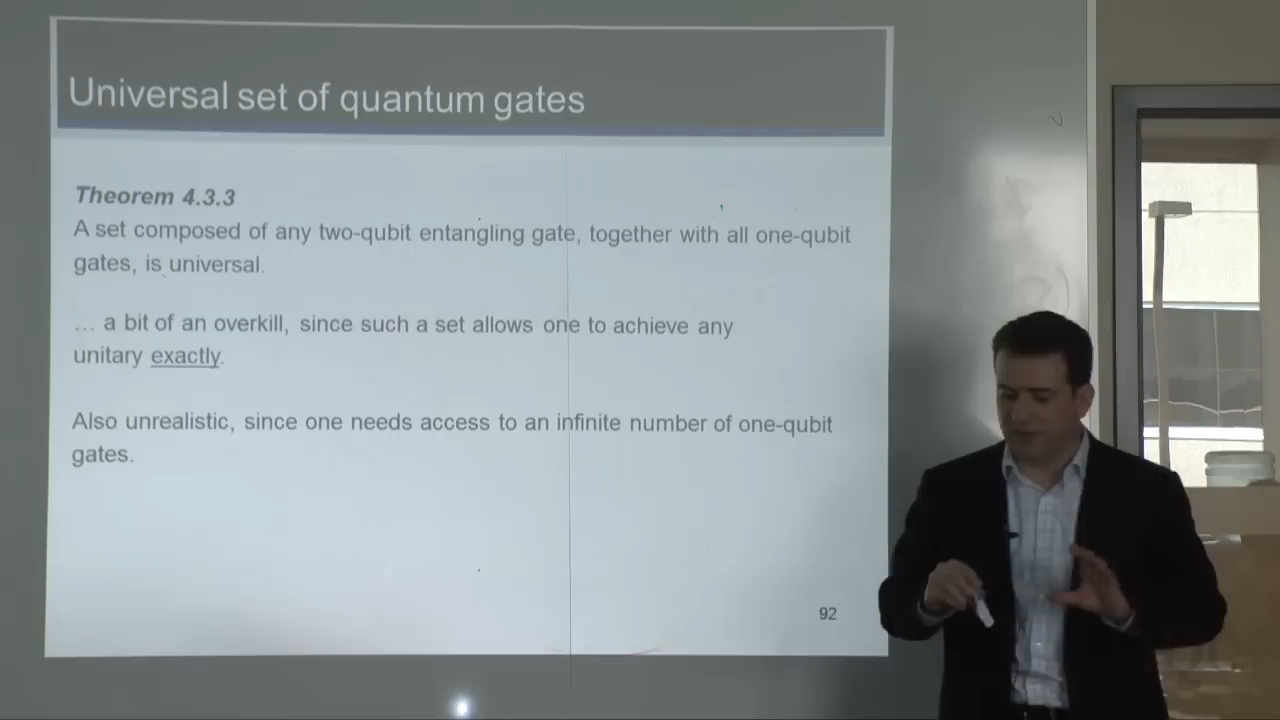 Universal set of quantum gates
Theorem 4.3.3
A set composed of any two-qubit entangling gate, together with all one-qubit
gates, is universal.
... a bit of an overkill, since such a set allows one to achieve any
unitary exactly.
Also unrealistic, since one needs access to an infinite number of one-qubit
gates.
92